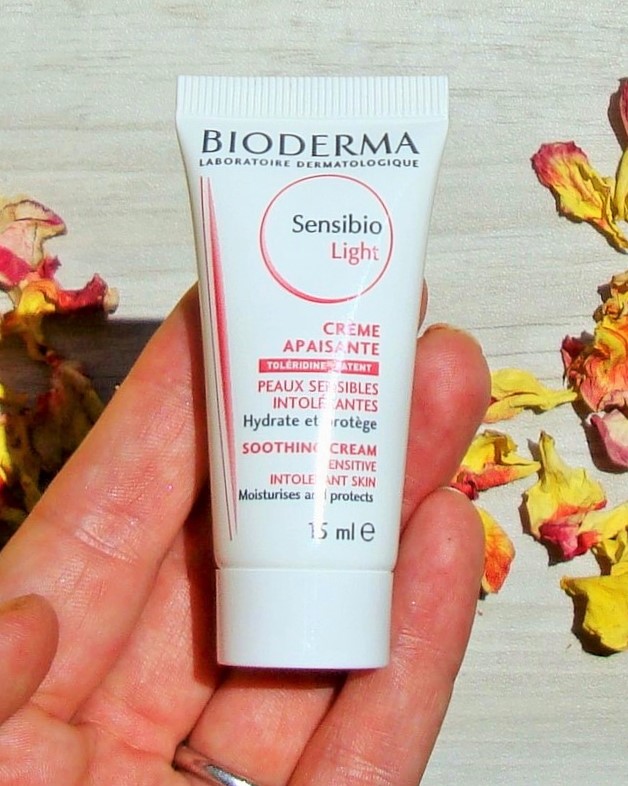 BIODERMA
LABORATOIRE DERMATOLOGIQUE
Sensibio
Light
CRÈME
APAISANTE
TOLÉRIDINE PATENT
PEAUX SENSIBLES
INTOLÉRANTES
Hydrate et protège
SOOTHING CREAM
SENSITIVE
INTOLERANT SKIN
Moisturises and protects
15 ml e